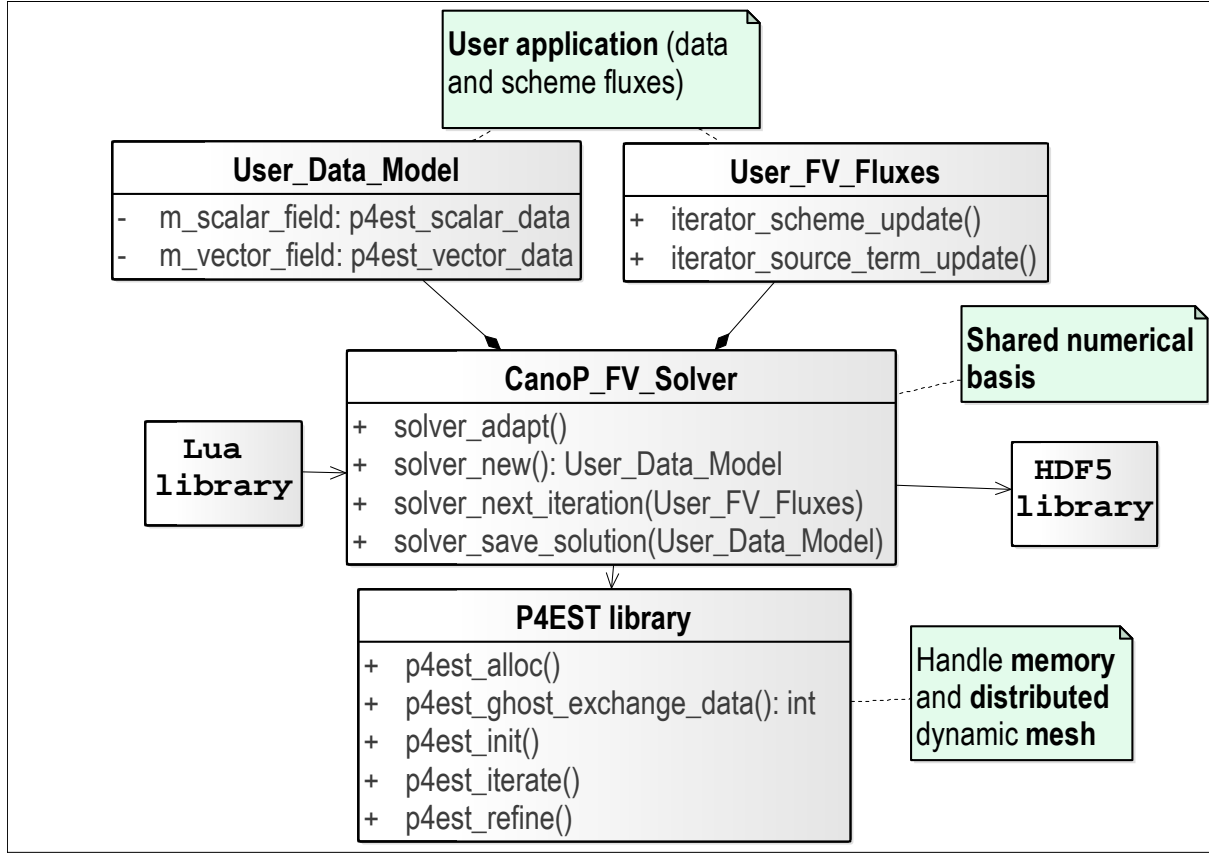 User application (data
and scheme fluxes)
User_Data_Model
- m_scalar_field: p4est_scalar_data
- m_vector_field: p4est_vector_data
User_FV_Fluxes
+ iterator_scheme_update()
+ iterator_source_term_update()
Shared numerical
basis
CanoP_FV_Solver
+ solver_adapt()
+ solver_new(): User_Data_Model
+ solver_next_iteration(User_FV_Fluxes)
+ solver_save_solution(User_Data_Model)
Lua
library
HDF5
library
P4EST library
+ p4est_alloc()
+ p4est_ghost_exchange_data(): int
+ p4est_init()
+ p4est_iterate()
+ p4est_refine()
Handle memory
and distributed
dynamic mesh